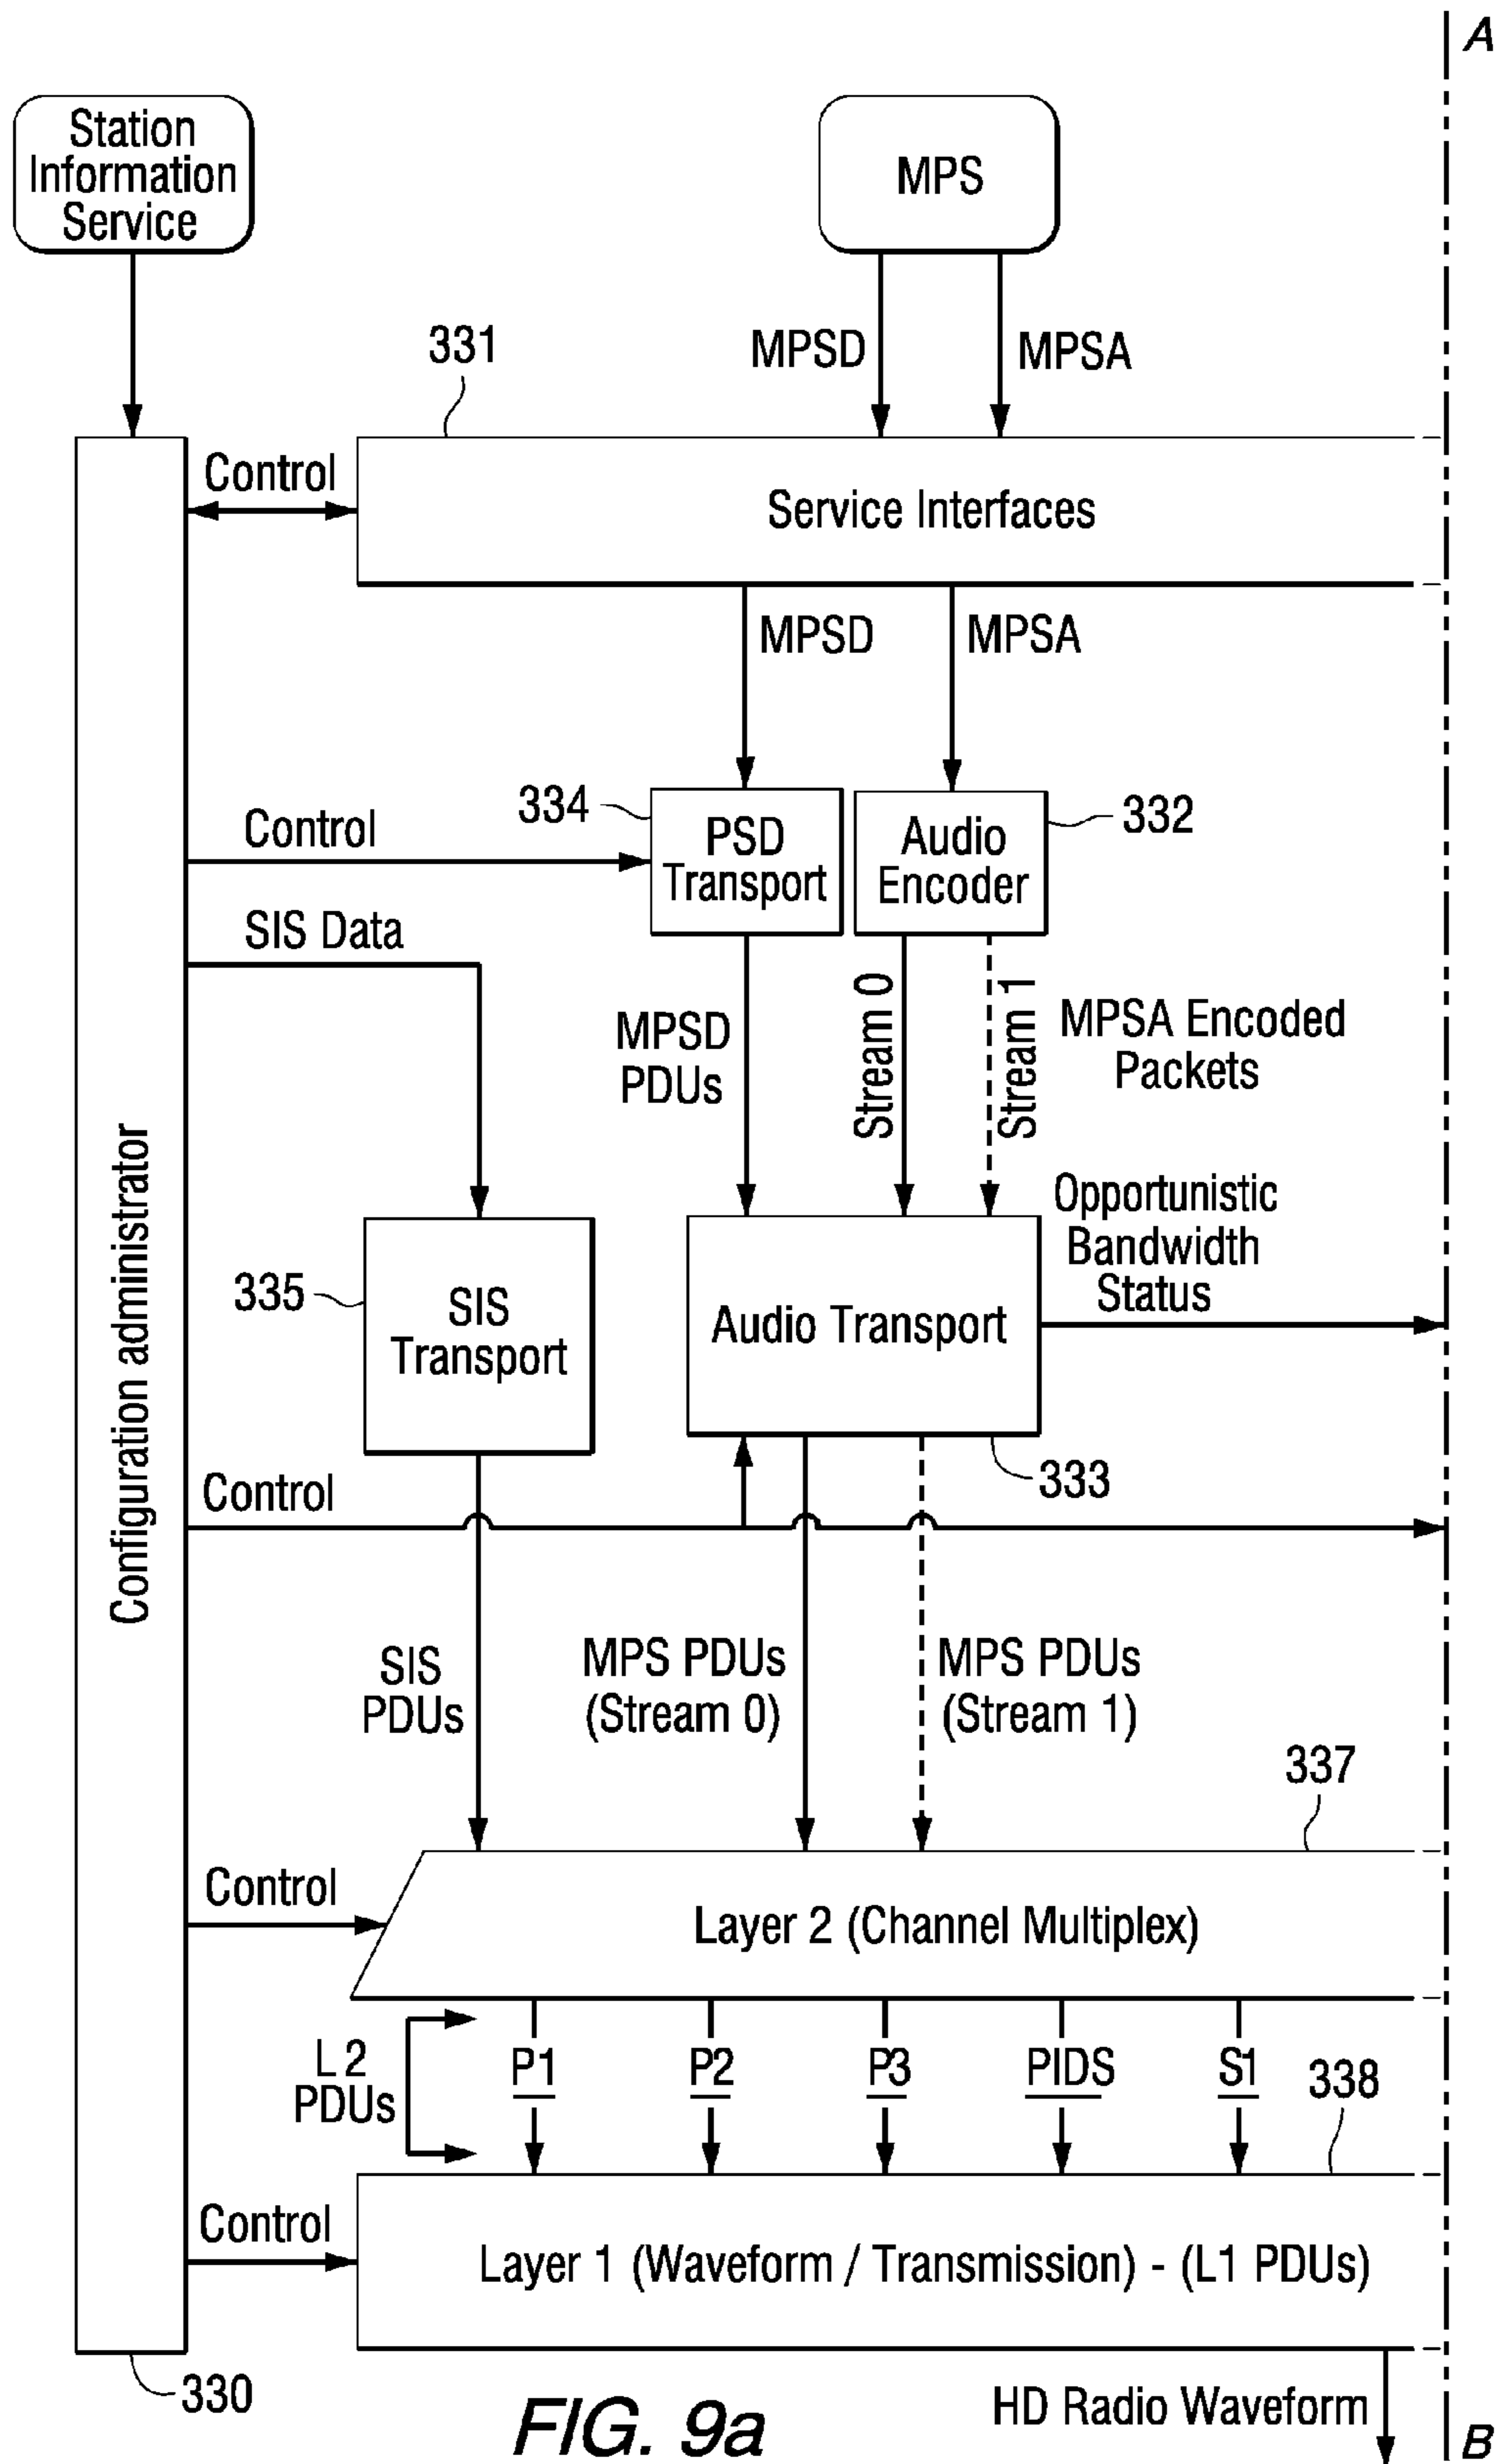 A
Station
Information
Service
MPS
331
MPSD
MPSA
Control
Service Interfaces
MPSD
MPSA
334
PSD
Transport
Audio
Encoder
332
Control
SIS Data
MPSD
PDUs
Stream 0
Stream 1
MPSA Encoded
Packets
Opportunistic
Bandwidth
Status
Configuration administrator
335
SIS
Transport
Audio Transport
333
Control
SIS
PDUs
MPS PDUs
(Stream 0)
MPS PDUs
(Stream 1)
337
Control
Layer 2 (Channel Multiplex)
L 2
PDUs
P1
P2
P3
PIDS
S1
338
Control
Layer 1 (Waveform / Transmission) - (L1 PDUs)
330
HD Radio Waveform
FIG. 9a
B